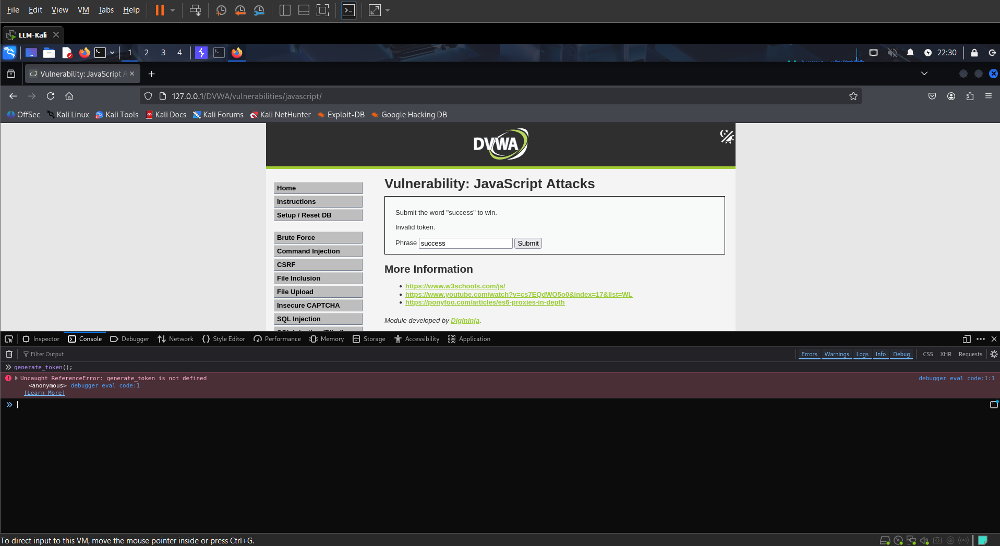 File Edit View VM Tabs Help
LLM-Kali
1 2 3 4 22:30
Vulnerability: JavaScript A
127.0.0.1/DVWA/vulnerabilities/javascript/
OffSec Kali Linux Kali Tools Kali Docs Kali Forums Kali NetHunter Exploit-DB Google Hacking DB
DVWA
Vulnerability: JavaScript Attacks
Home
Instructions
Setup / Reset DB
Brute Force
Command Injection
CSRF
File Inclusion
File Upload
Insecure CAPTCHA
SQL Injection
Submit the word "success" to win.
Invalid token.
Phrase success Submit
More Information
https://www.w3schools.com/js/
https://www.youtube.com/watch?v=cs7EQdWO5o0&index=17&list=WL
https://ponyfoo.com/articles/es6-proxies-in-depth
Module developed by Digininja.
Inspector Console Debugger Network Style Editor Performance Memory Storage Accessibility Application
Filter Output Errors Warnings Logs Info Debug CSS XHR Requests
generate_token();
Uncaught ReferenceError: generate_token is not defined debugger eval code:1:1
<anonymous> debugger eval code:1
[Learn More]
To direct input to this VM, move the mouse pointer inside or press Ctrl+G.